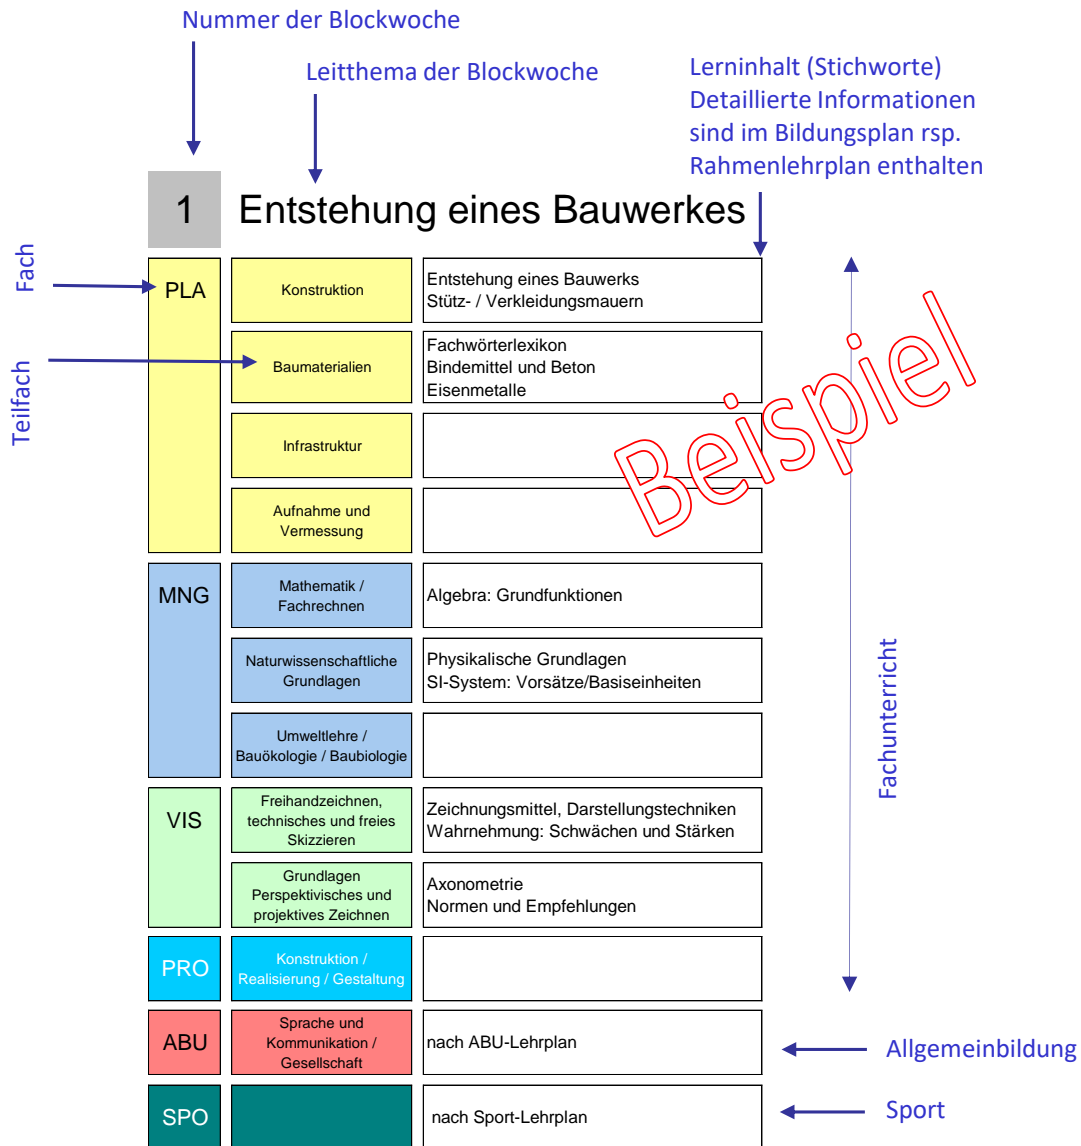 Nummer der Blockwoche
Leitthema der Blockwoche
Lerninhalt (Stichworte)
Detaillierte Informationen
sind im Bildungsplan rsp.
Rahmenlehrplan enthalten
1
Entstehung eines Bauwerkes
Fach
Teilfach
PLA
Konstruktion
Entstehung eines Bauwerks
Stütz- / Verkleidungsmauern
Baumaterialien
Fachwörterlexikon
Bindemittel und Beton
Eisenmetalle
Infrastruktur
Aufnahme und
Vermessung
Beispiel
MNG
Mathematik /
Fachrechnen
Algebra: Grundfunktionen
Naturwissenschaftliche
Grundlagen
Physikalische Grundlagen
SI-System: Vorsätze/Basiseinheiten
Umweltlehre /
Bauökologie / Baubiologie
Fachunterricht
VIS
Freihandzeichnen,
technisches und freies
Skizzieren
Zeichnungsmittel, Darstellungstechniken
Wahrnehmung: Schwächen und Stärken
Grundlagen
Perspektivisches und
projektives Zeichnen
Axonometrie
Normen und Empfehlungen
PRO
Konstruktion /
Realisierung / Gestaltung
ABU
Sprache und
Kommunikation /
Gesellschaft
nach ABU-Lehrplan
Allgemeinbildung
SPO
nach Sport-Lehrplan
Sport